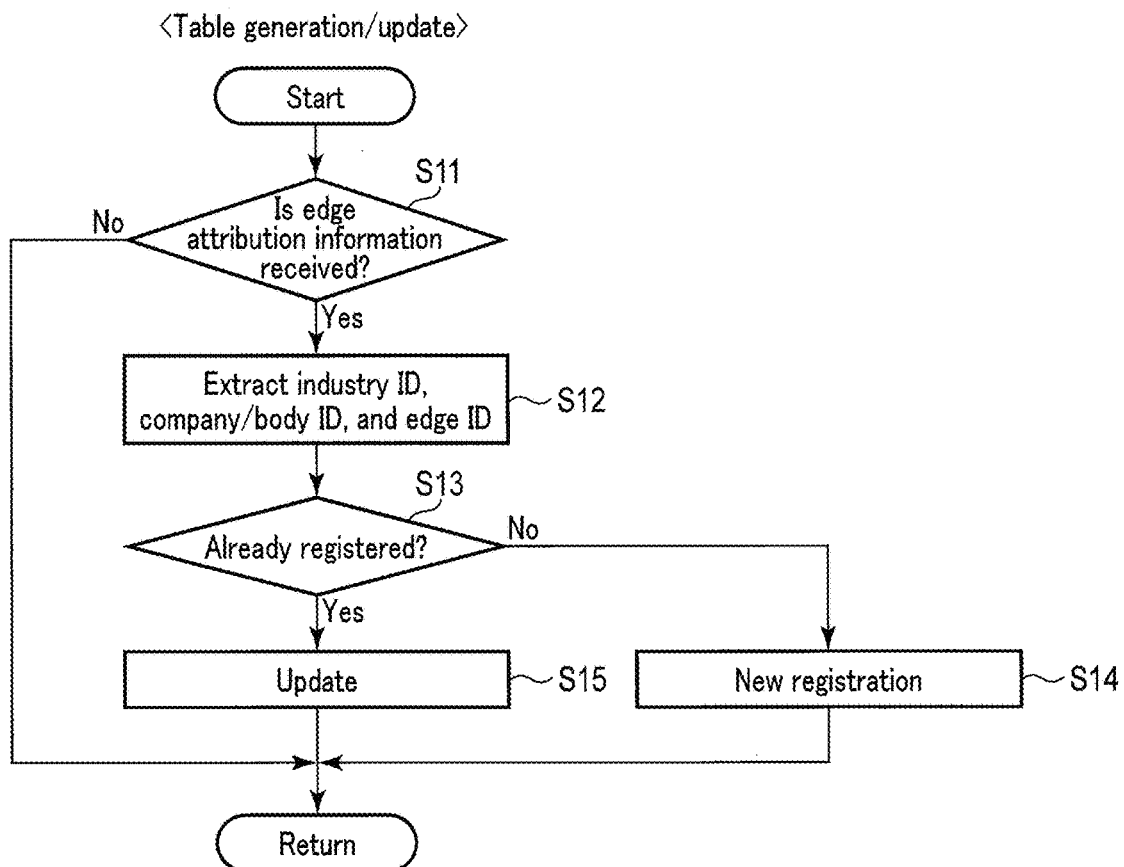 <Table generation/update>
Start
S11
Is edge
attribution information
received?
No
Yes
Extract industry ID,
company/body ID, and edge ID
S12
S13
Already registered?
No
Yes
Update
S15
New registration
S14
Return